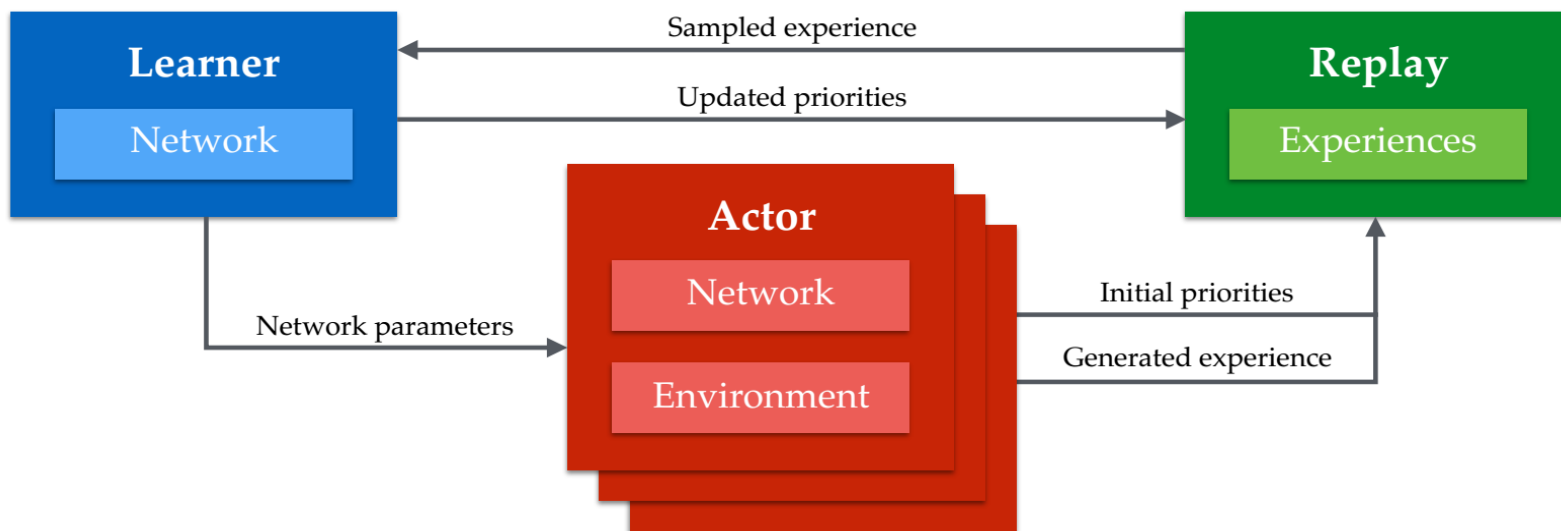 Learner
Network
Sampled experience
Updated priorities
Replay
Experiences
Actor
Network
Environment
Network parameters
Initial priorities
Generated experience